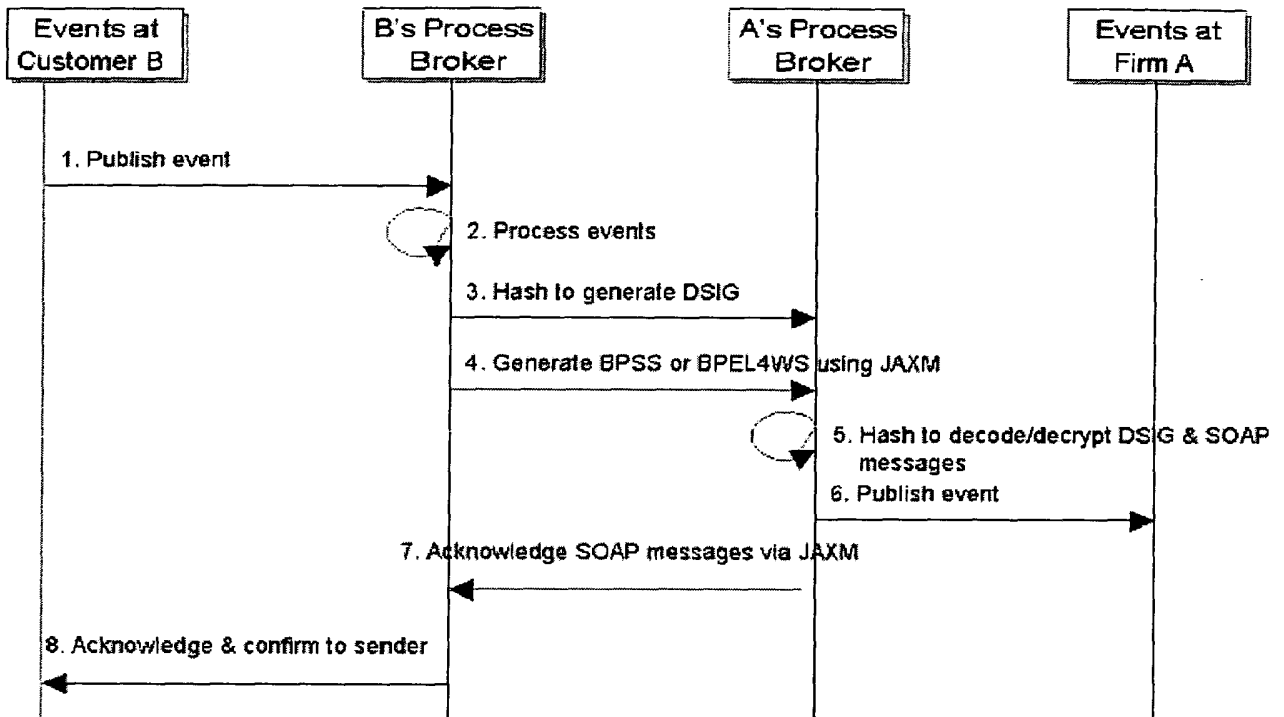 Events at
Customer B
B's Process
Broker
A's Process
Broker
Events at
Firm A
1. Publish event
2. Process events
3. Hash to generate DSIG
4. Generate BPSS or BPEL4WS using JAXM
5. Hash to decode/decrypt DSIG & SOAP
messages
6. Publish event
7. Acknowledge SOAP messages via JAXM
8. Acknowledge & confirm to sender